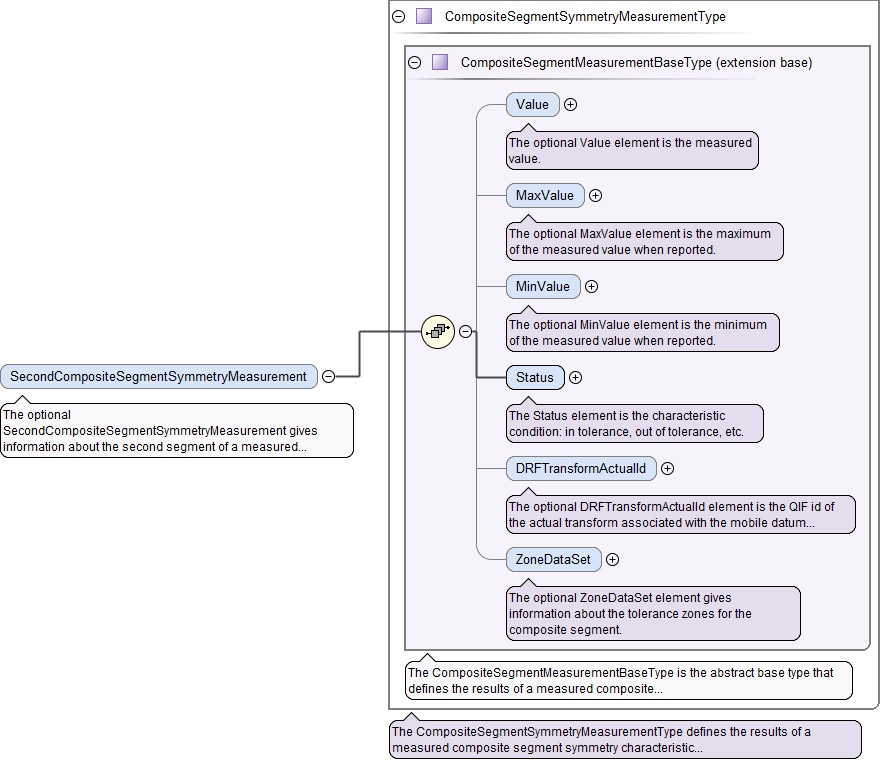 CompositeSegmentSymmetryMeasurementType
CompositeSegmentMeasurementBaseType (extension base)
Value
The optional Value element is the measured
value.
MaxValue
The optional MaxValue element is the maximum
of the measured value when reported.
MinValue
The optional MinValue element is the minimum
of the measured value when reported.
SecondCompositeSegmentSymmetryMeasurement
The optional
SecondCompositeSegmentSymmetryMeasurement gives
information about the second segment of a measured...
Status
The Status element is the characteristic
condition: in tolerance, out of tolerance, etc.
DRFTransformActualId
The optional DRFTransformActualId element is the QIF id of
the actual transform associated with the mobile datum...
ZoneDataSet
The optional ZoneDataSet element gives
information about the tolerance zones for the
composite segment.
The CompositeSegmentMeasurementBaseType is the abstract base type that
defines the results of a measured composite...
The CompositeSegmentSymmetryMeasurementType defines the results of a
measured composite segment symmetry characteristic...